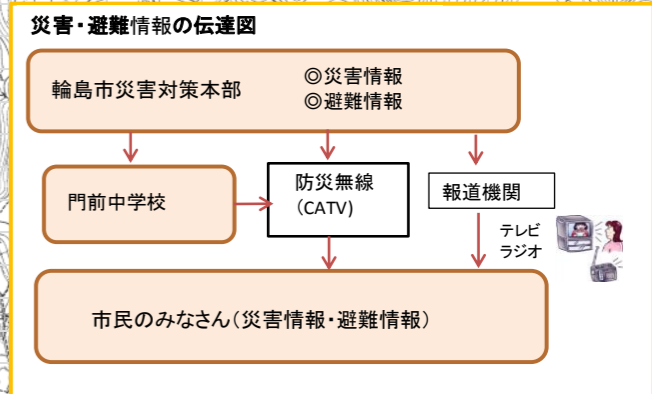 災害・避難情報の伝達図
輪島市災害対策本部
◎災害情報
◎避難情報
門前中学校
防災無線
（CATV）
報道機関
テレビ
ラジオ
市民のみなさん（災害情報・避難情報）